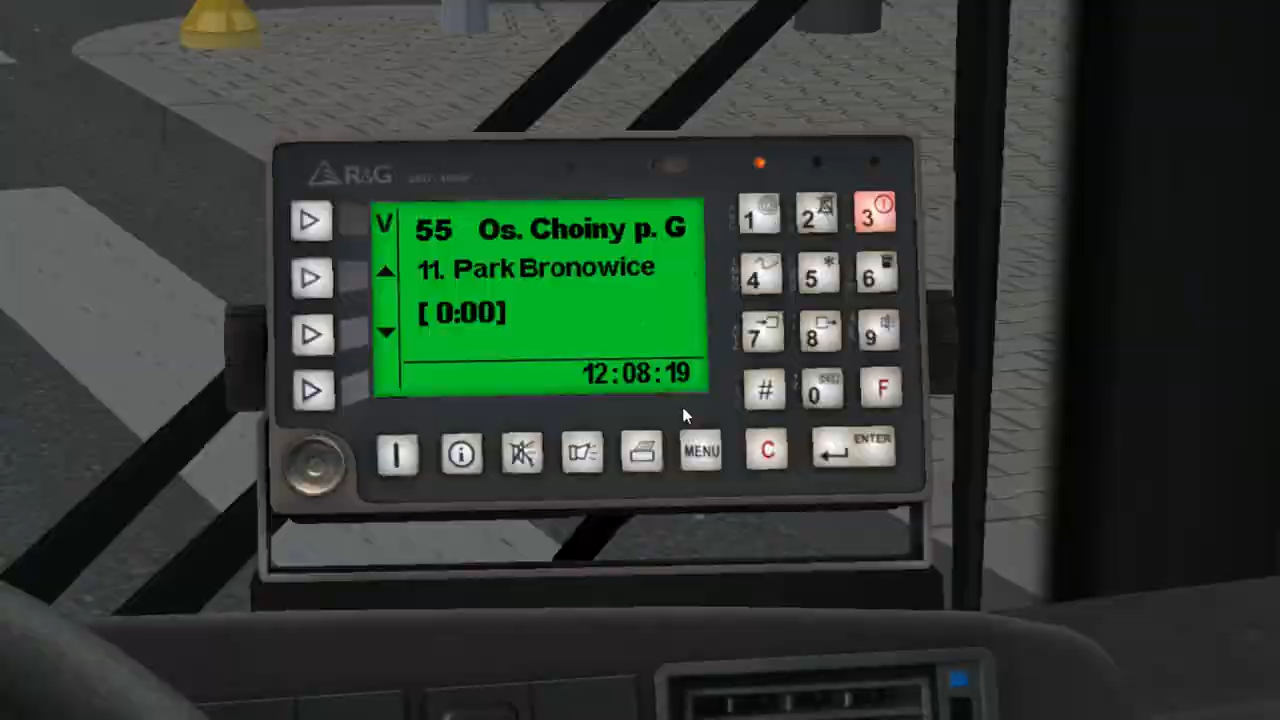 R&G
V 55 Os. Choiny p. G
11. Park Bronowice
[ 0:00]
12:08:19
1 2 3
4 5 6
7 8 9
# 0 F
MENU C ENTER